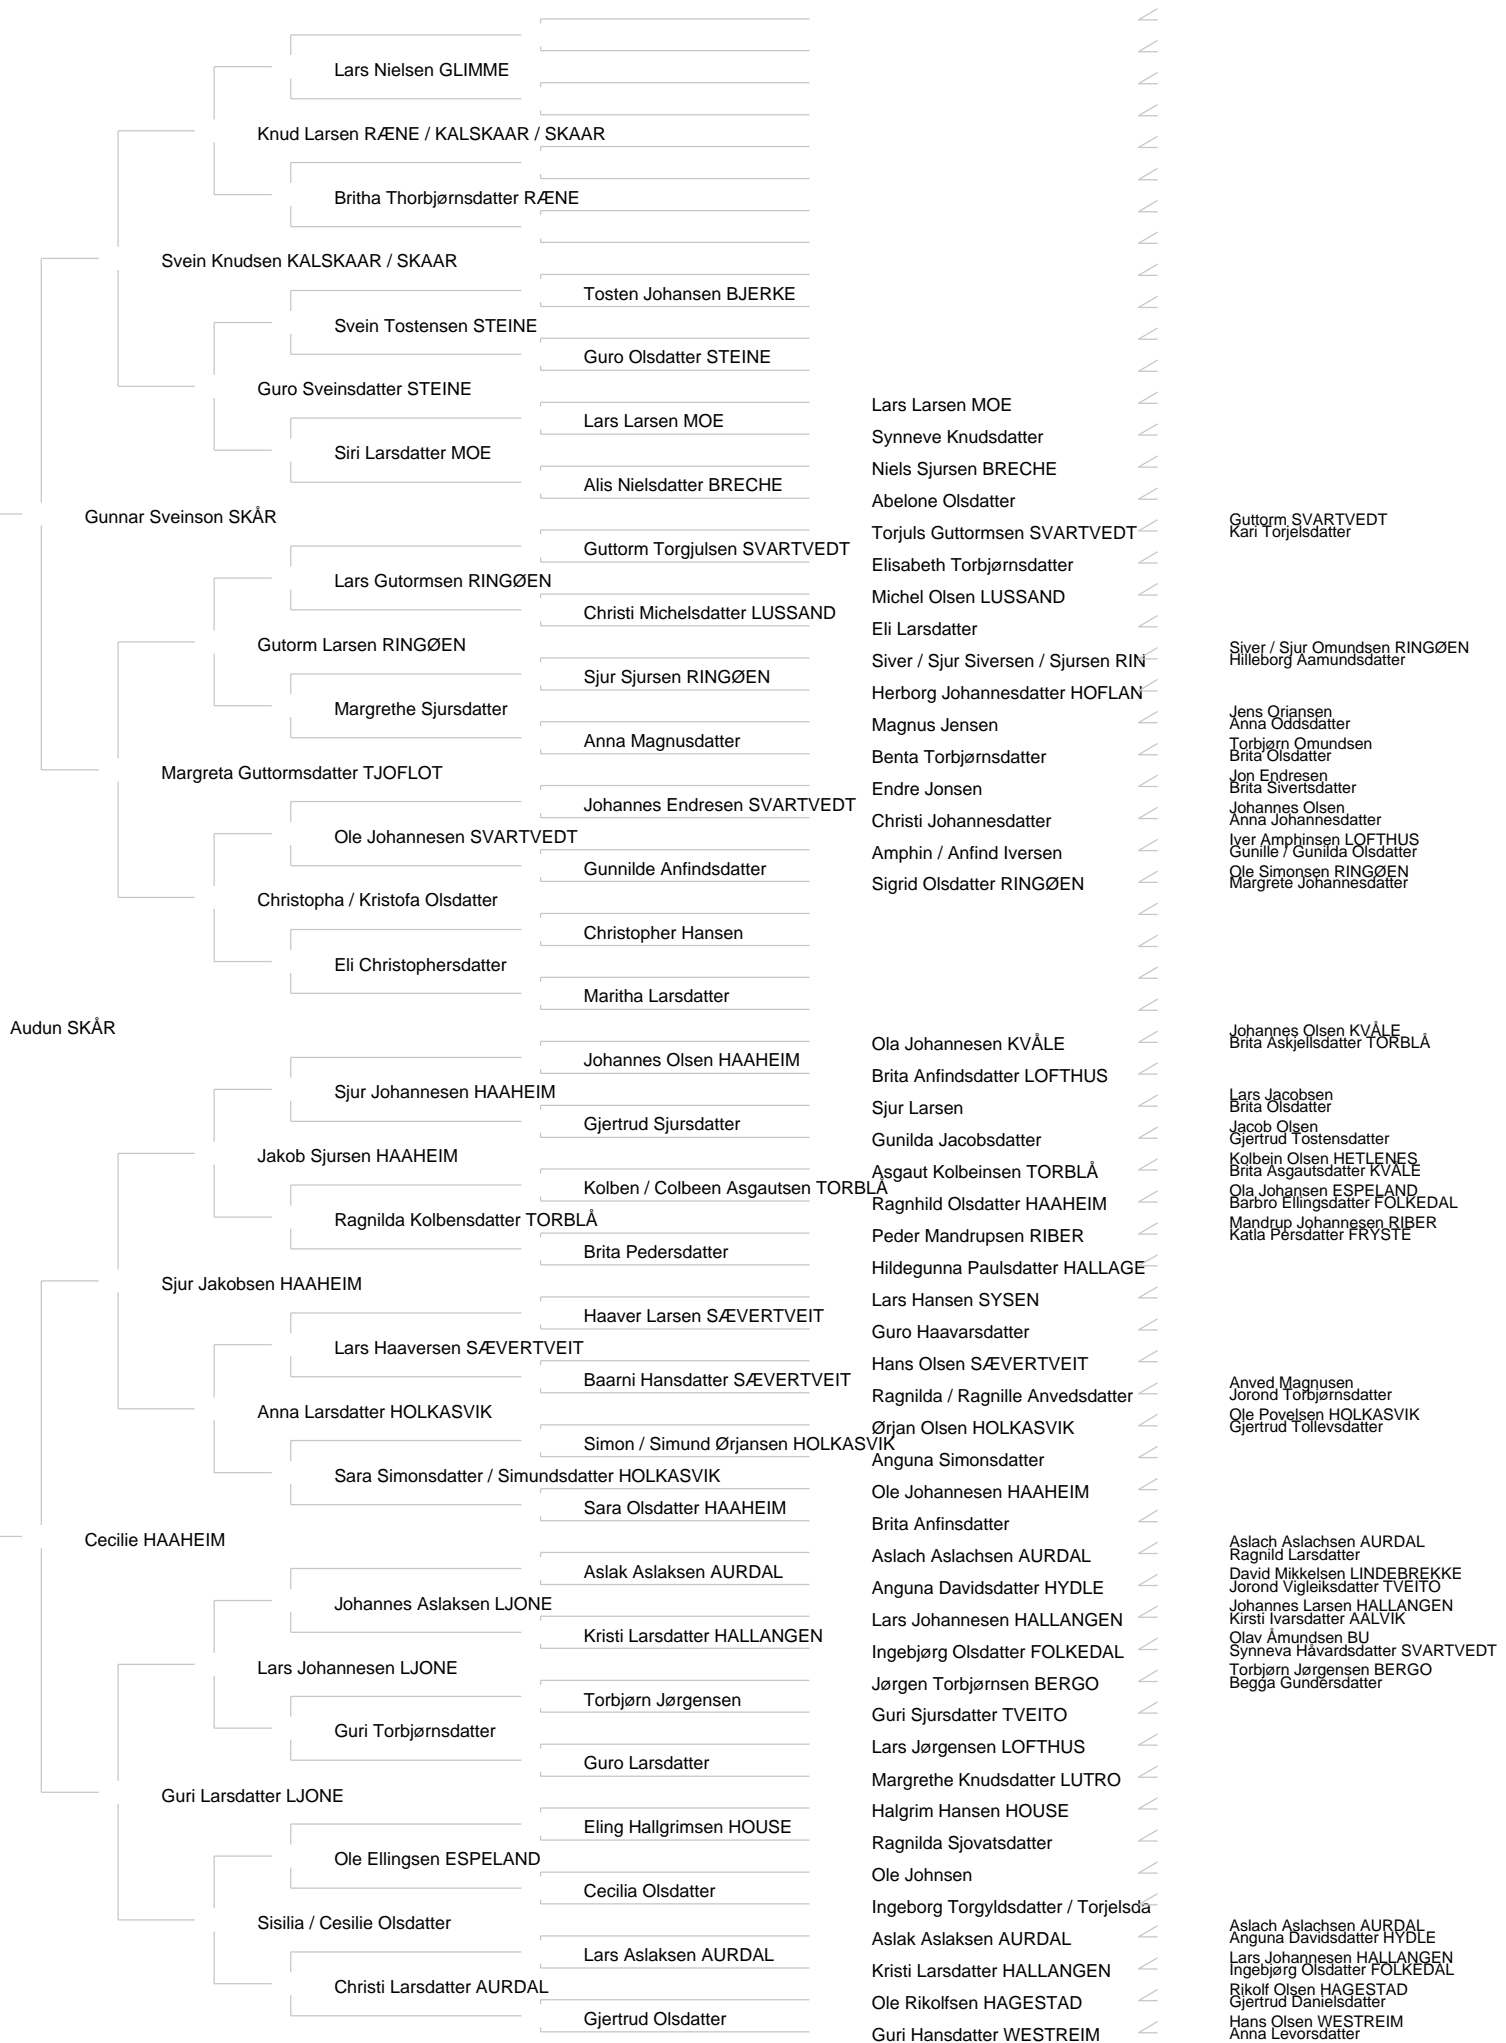 Lars Nielsen GLIMME
Knud Larsen RÆNE / KALSKAAR / SKAAR
Britha Thorbjørnsdatter RÆNE
Svein Knudsen KALSKAAR / SKAAR
Tosten Johansen BJERKE
Svein Tostensen STEINE
Guro Olsdatter STEINE
Guro Sveinsdatter STEINE
Lars Larsen MOE
Lars Larsen MOE
Synneve Knudsdatter
Siri Larsdatter MOE
Niels Sjursen BRECHE
Alis Nielsdatter BRECHE
Abelone Olsdatter
Gunnar Sveinson SKÅR
Guttorm SVARTVEDT
Kari Torjelsdatter
Torjuls Guttormsen SVARTVEDT
Guttorm Torgjulsen SVARTVEDT
Elisabeth Torbjørnsdatter
Lars Gutormsen RINGØEN
Michel Olsen LUSSAND
Christi Michelsdatter LUSSAND
Eli Larsdatter
Gutorm Larsen RINGØEN
Siver / Sjur Omundsen RINGØEN
Hilleborg Aamundsdatter
Siver / Sjur Siversen / Sjursen RIN
Sjur Sjursen RINGØEN
Herborg Johannesdatter HOFLAN
Margrethe Sjursdatter
Jens Orjansen
Anna Oddsdatter
Magnus Jensen
Anna Magnusdatter
Torbjørn Omundsen
Brita Olsdatter
Benta Torbjørnsdatter
Margreta Guttormsdatter TJOFLOT
Jon Endresen
Brita Sivertsdatter
Endre Jonsen
Johannes Endresen SVARTVEDT
Johannes Olsen
Anna Johannesdatter
Christi Johannesdatter
Ole Johannesen SVARTVEDT
Iver Amphinsen LOFTHUS
Gunille / Gunilda Olsdatter
Amphin / Anfind Iversen
Gunnilde Anfindsdatter
Ole Simonsen RINGØEN
Margrete Johannesdatter
Sigrid Olsdatter RINGØEN
Christopha / Kristofa Olsdatter
Christopher Hansen
Eli Christophersdatter
Maritha Larsdatter
Audun SKÅR
Johannes Olsen KVÅLE
Brita Askjellsdatter TORBLÅ
Ola Johannesen KVÅLE
Johannes Olsen HAAHEIM
Brita Anfindsdatter LOFTHUS
Sjur Johannesen HAAHEIM
Lars Jacobsen
Brita Olsdatter
Sjur Larsen
Gjertrud Sjursdatter
Jacob Olsen
Gjertrud Tostensdatter
Gunilda Jacobsdatter
Jakob Sjursen HAAHEIM
Kolbein Olsen HETLENES
Brita Asgautsdatter KVÅLE
Asgaut Kolbeinsen TORBLÅ
Kolben / Colbeen Asgautsen TORBLÅ
Ola Johansen ESPELAND
Barbro Ellingsdatter FOLKEDAL
Ragnhild Olsdatter HAAHEIM
Ragnilda Kolbensdatter TORBLÅ
Mandrup Johannesen RIBER
Katla Persdatter FRYSTE
Peder Mandrupsen RIBER
Brita Pedersdatter
Hildegunna Paulsdatter HALLAGE
Sjur Jakobsen HAAHEIM
Lars Hansen SYSEN
Haaver Larsen SÆVERTVEIT
Guro Haavarsdatter
Lars Haaversen SÆVERTVEIT
Hans Olsen SÆVERTVEIT
Baarni Hansdatter SÆVERTVEIT
Anved Magnusen
Jorond Torbjørnsdatter
Ragnilda / Ragnille Anvedsdatter
Anna Larsdatter HOLKASVIK
Ole Povelsen HOLKASVIK
Gjertrud Tollevsdatter
Ørjan Olsen HOLKASVIK
Simon / Simund Ørjansen HOLKASVIK
Anguna Simonsdatter
Sara Simonsdatter / Simundsdatter HOLKASVIK
Ole Johannesen HAAHEIM
Sara Olsdatter HAAHEIM
Brita Anfinsdatter
Cecilie HAAHEIM
Aslach Aslachsen AURDAL
Ragnild Larsdatter
Aslach Aslachsen AURDAL
Aslak Aslaksen AURDAL
David Mikkelsen LINDEBREKKE
Jorond Vigleiksdatter TVEITO
Anguna Davidsdatter HYDLE
Johannes Aslaksen LJONE
Johannes Larsen HALLANGEN
Kirsti Ivarsdatter AALVIK
Lars Johannesen HALLANGEN
Kristi Larsdatter HALLANGEN
Olav Åmundsen BU
Synneva Håvardsdatter SVARTVEDT
Ingebjørg Olsdatter FOLKEDAL
Lars Johannesen LJONE
Torbjørn Jørgensen BERGO
Begga Gundersdatter
Jørgen Torbjørnsen BERGO
Torbjørn Jørgensen
Guri Sjursdatter TVEITO
Guri Torbjørnsdatter
Lars Jørgensen LOFTHUS
Guro Larsdatter
Margrethe Knudsdatter LUTRO
Guri Larsdatter LJONE
Halgrim Hansen HOUSE
Eling Hallgrimsen HOUSE
Ragnilda Sjovatsdatter
Ole Ellingsen ESPELAND
Ole Johnsen
Cecilia Olsdatter
Ingeborg Torgyldsdatter / Torjelsda
Sisilia / Cesilie Olsdatter
Aslach Aslachsen AURDAL
Anguna Davidsdatter HYDLE
Aslak Aslaksen AURDAL
Lars Aslaksen AURDAL
Lars Johannesen HALLANGEN
Ingebjørg Olsdatter FOLKEDAL
Kristi Larsdatter HALLANGEN
Christi Larsdatter AURDAL
Rikolf Olsen HAGESTAD
Gjertrud Danielsdatter
Ole Rikolfsen HAGESTAD
Gjertrud Olsdatter
Hans Olsen WESTREIM
Anna Levorsdatter
Guri Hansdatter WESTREIM